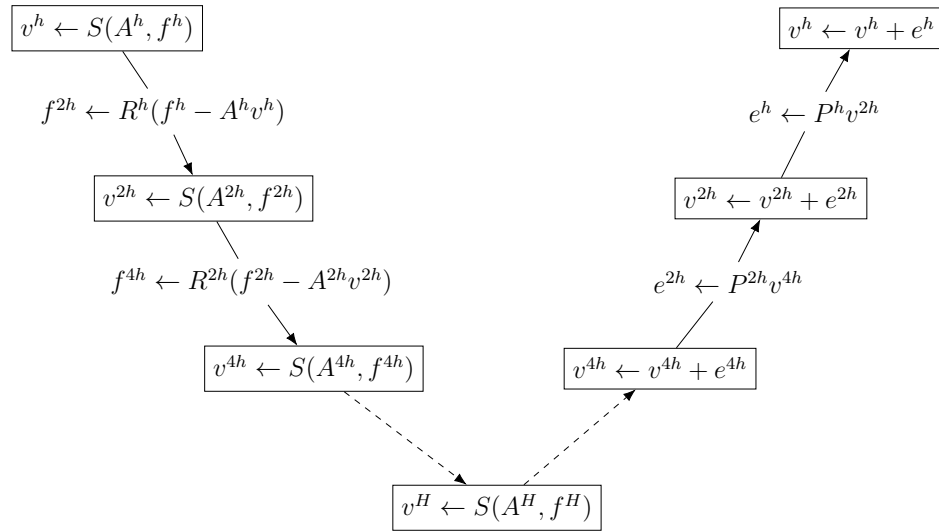 v^h ← S(A^h, f^h)
f^{2h} ← R^h(f^h − A^h v^h)
v^{2h} ← S(A^{2h}, f^{2h})
f^{4h} ← R^{2h}(f^{2h} − A^{2h} v^{2h})
v^{4h} ← S(A^{4h}, f^{4h})
v^H ← S(A^H, f^H)
v^{4h} ← v^{4h} + e^{4h}
e^{2h} ← P^{2h} v^{4h}
v^{2h} ← v^{2h} + e^{2h}
e^h ← P^h v^{2h}
v^h ← v^h + e^h